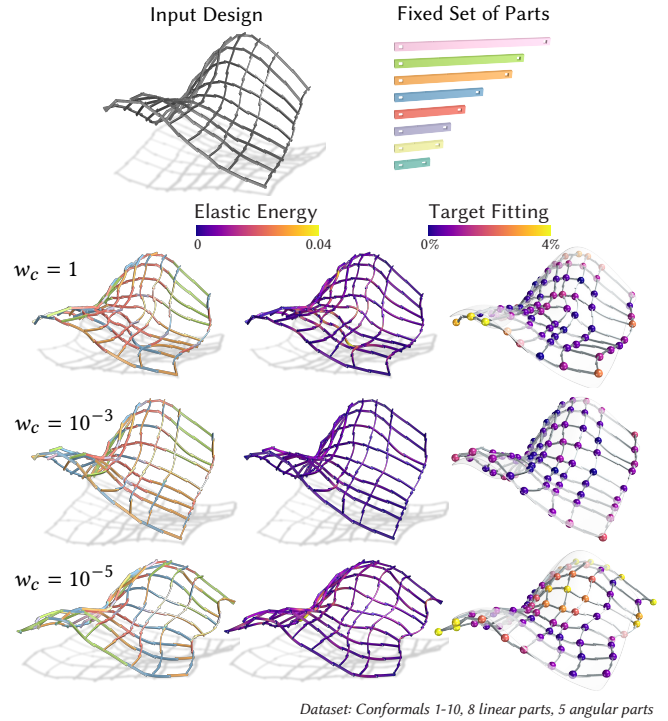 Input Design
Fixed Set of Parts
Elastic Energy
0 0.04
Target Fitting
0% 4%
w_c = 1
w_c = 10^{-3}
w_c = 10^{-5}
Dataset: Conformals 1-10, 8 linear parts, 5 angular parts